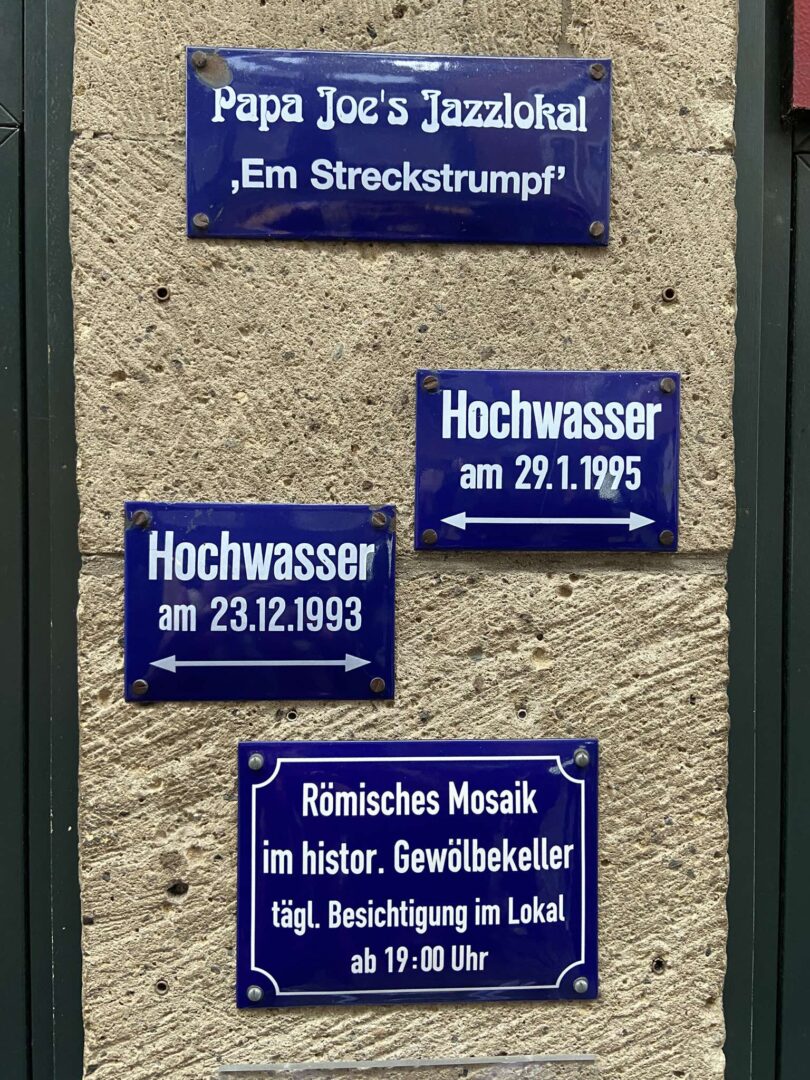 Papa Joe's Jazzlokal
‚Em Streckstrumpf’
Hochwasser
am 29.1.1995
Hochwasser
am 23.12.1993
Römisches Mosaik
im histor. Gewölbekeller
tägl. Besichtigung im Lokal
ab 19:00 Uhr